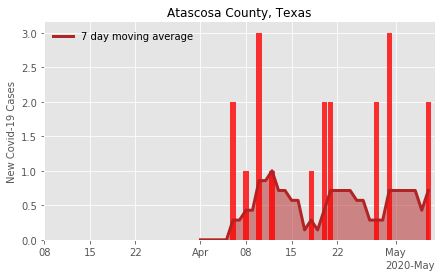 Atascosa County, Texas
7 day moving average
New Covid-19 Cases
3.0
2.5
2.0
1.5
1.0
0.5
0.0
08 15 22 Apr 08 15 22 May
2020-May